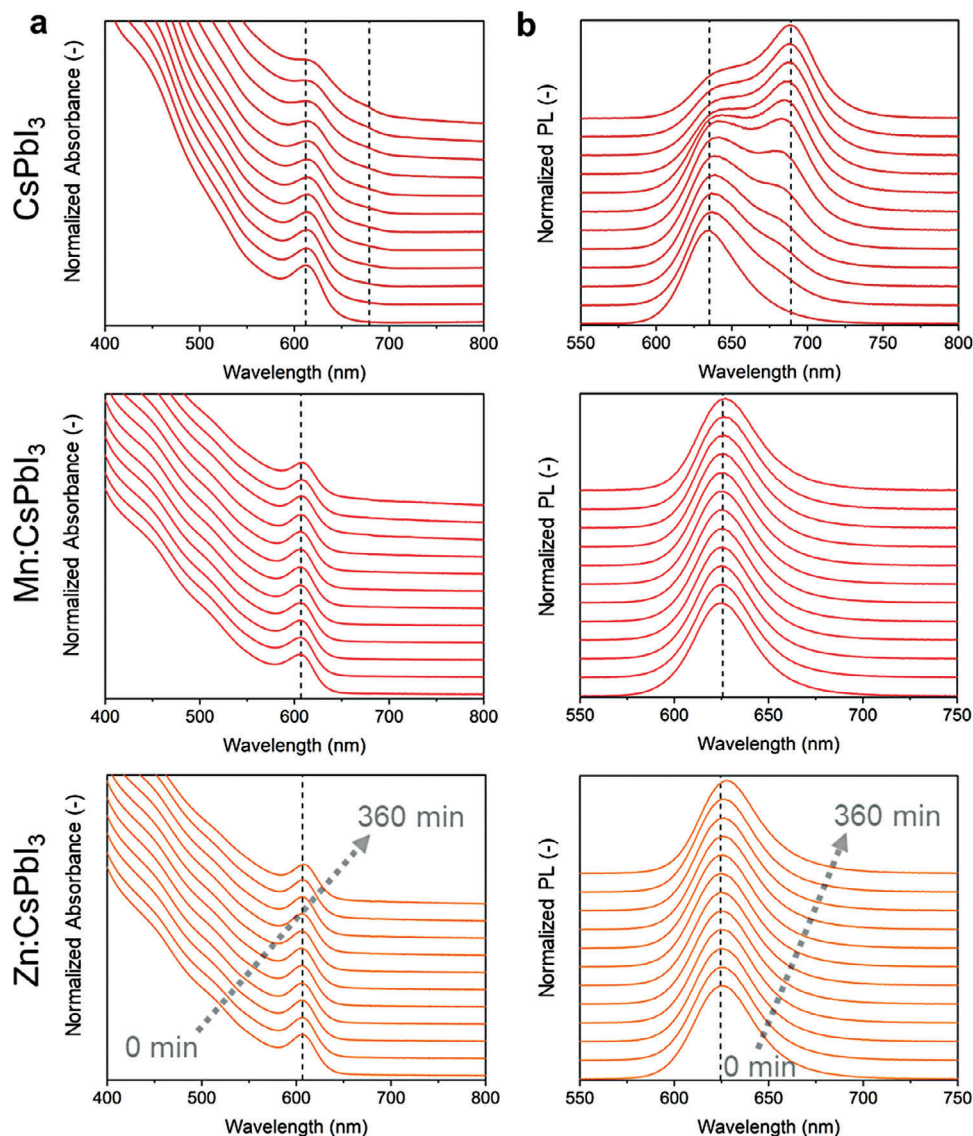 a
b
CsPbI3
Normalized Absorbance (-)
400 500 600 700 800
Wavelength (nm)
Normalized PL (-)
550 600 650 700 750 800
Wavelength (nm)
Mn:CsPbI3
Normalized Absorbance (-)
400 500 600 700 800
Wavelength (nm)
Normalized PL (-)
550 600 650 700 750
Wavelength (nm)
Zn:CsPbI3
Normalized Absorbance (-)
360 min
0 min
400 500 600 700 800
Wavelength (nm)
Normalized PL (-)
360 min
0 min
550 600 650 700 750
Wavelength (nm)